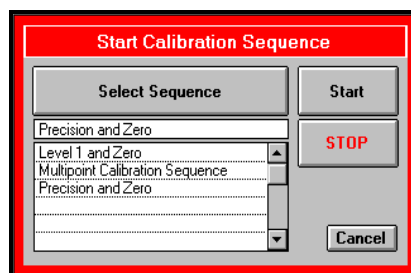 Start Calibration Sequence
Select Sequence
Start
Precision and Zero
STOP
Level 1 and Zero
Multipoint Calibration Sequence
Precision and Zero
Cancel